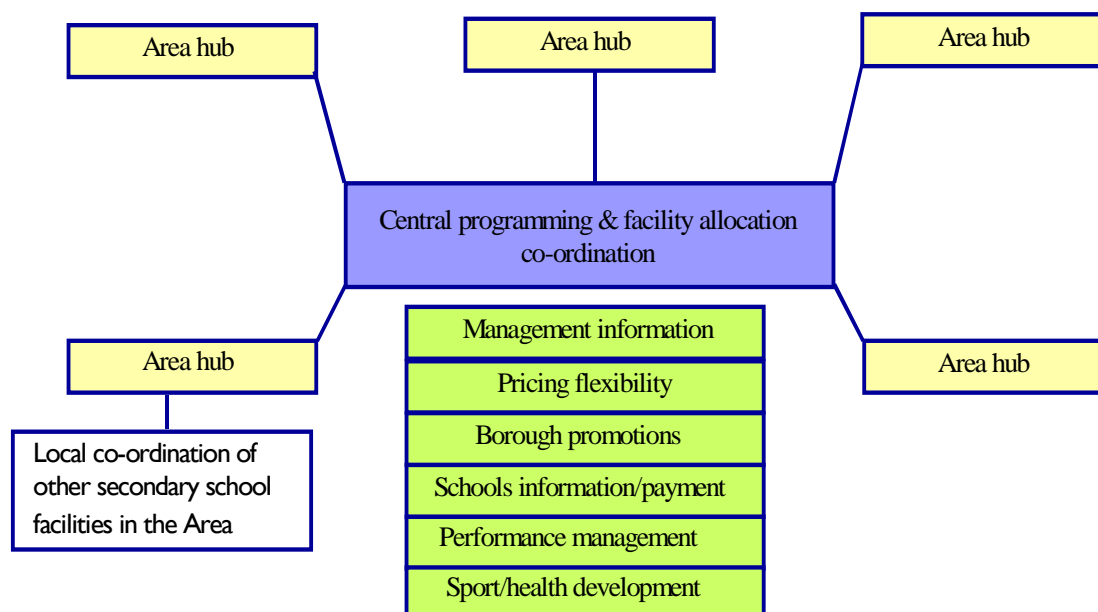 Area hub
Area hub
Area hub
Central programming & facility allocation
co-ordination
Management information
Area hub
Area hub
Pricing flexibility
Borough promotions
Local co-ordination of
other secondary school
facilities in the Area
Schools information/payment
Performance management
Sport/health development